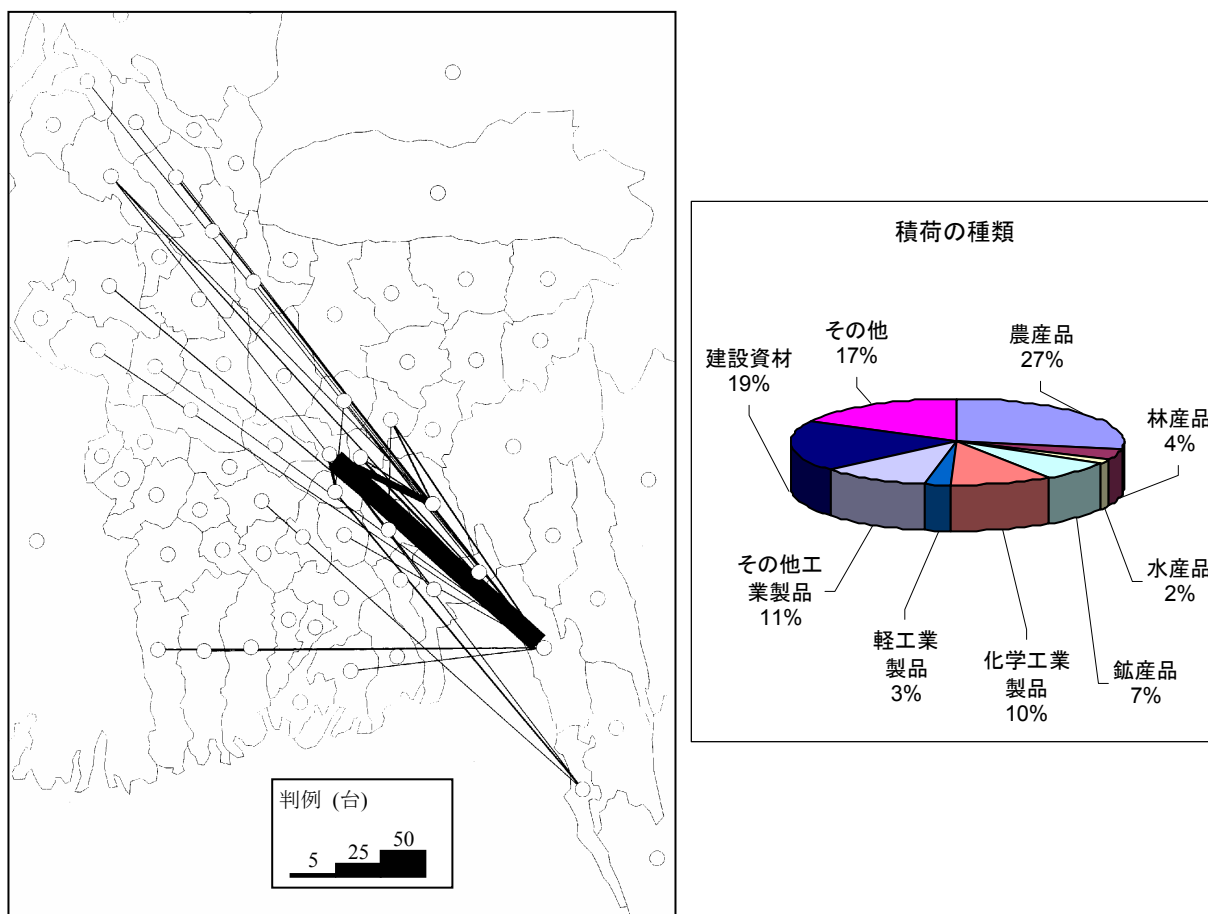 判例 (台)
5 25 50
積荷の種類
その他
17%
農産品
27%
建設資材
19%
林産品
4%
その他工
業製品
11%
水産品
2%
軽工業
製品
3%
化学工業
製品
10%
鉱産品
7%